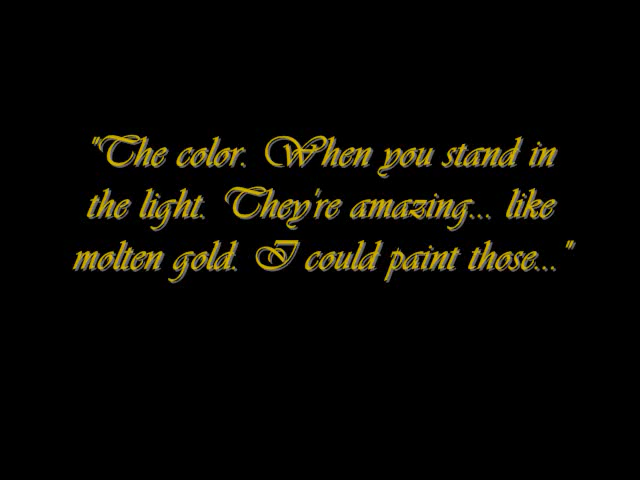 "The color. When you stand in
the light. They're amazing... like
molten gold. I could paint those..."